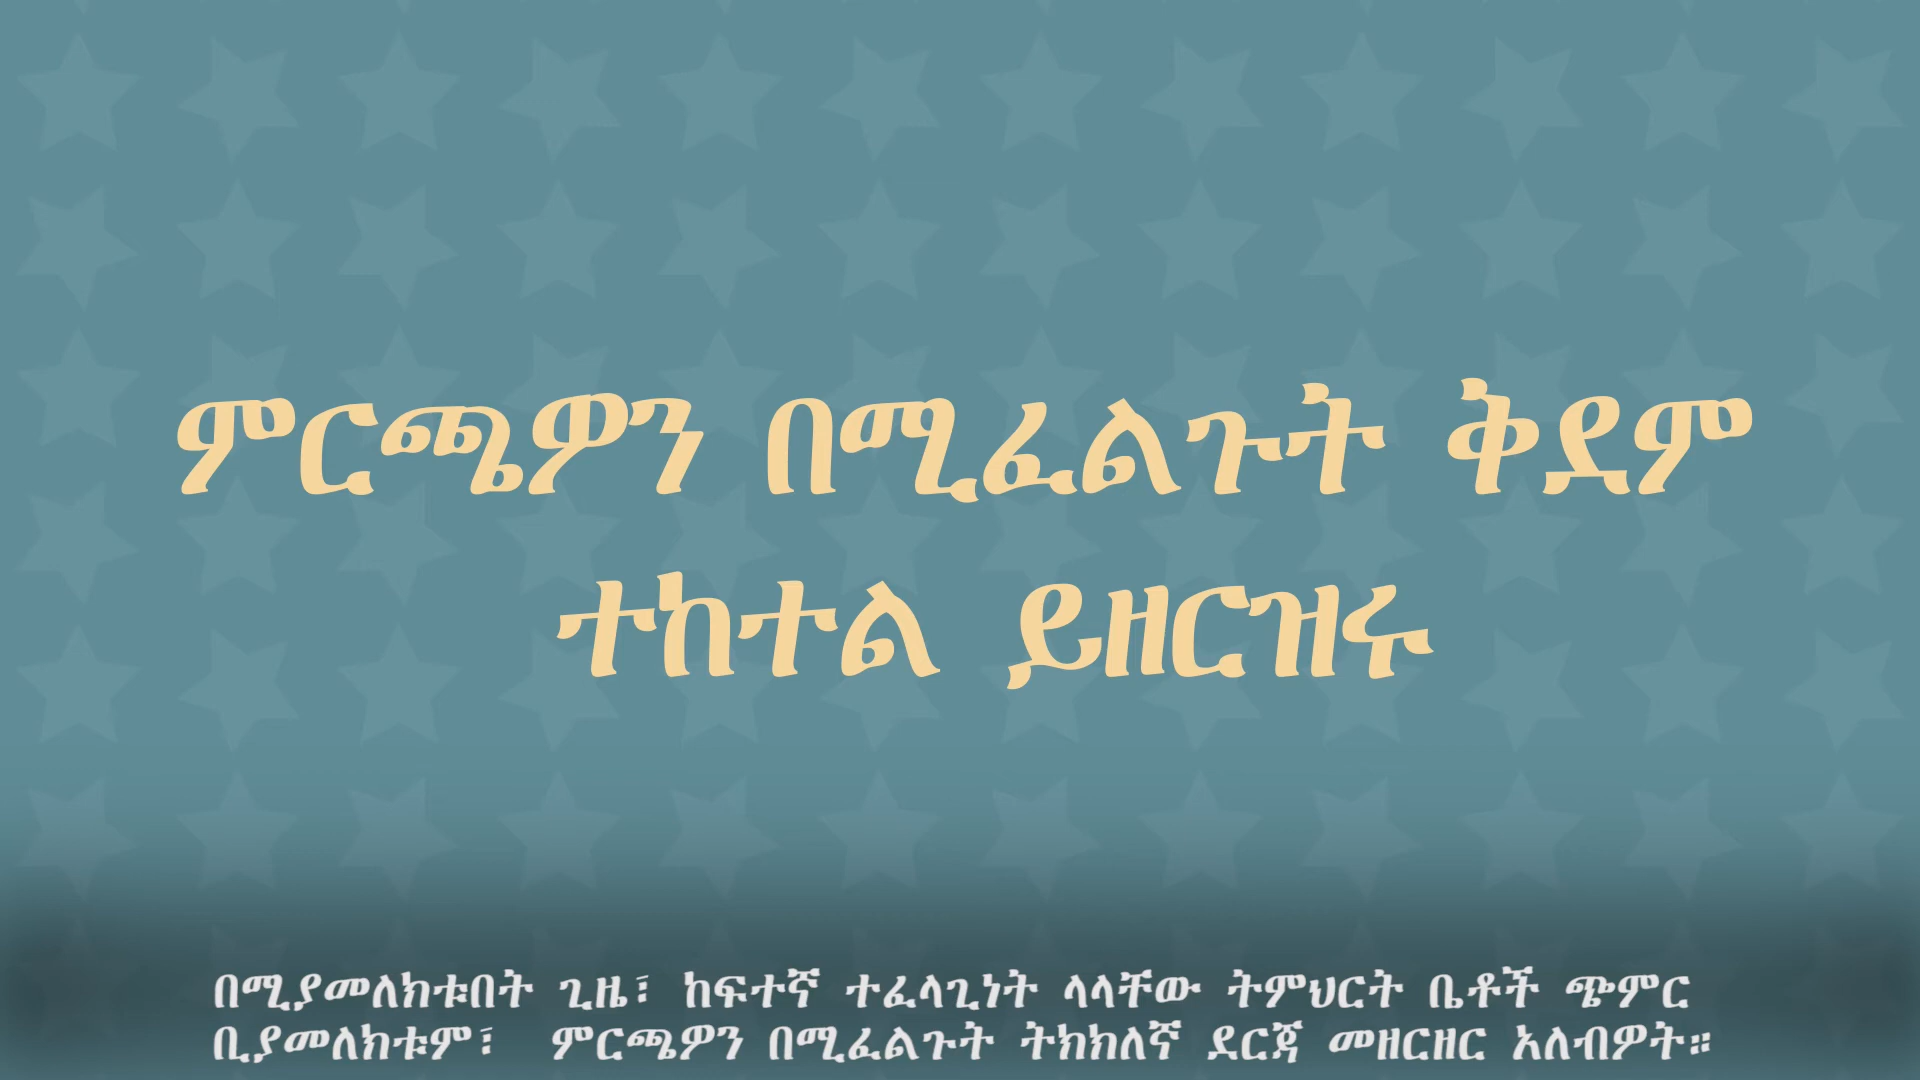 ምርጫዎን በሚፈልጉት ቅደም
ተከተል ይዘርዝሩ
በሚያመለክቱበት ጊዜ፣ ከፍተኛ ተፈላጊነት ላላቸው ትምህርት ቤቶች ጭምር
ቢያመለክቱም፣ ምርጫዎን በሚፈልጉት ትክክለኛ ደርጃ መዘርዘር አለብዎት።